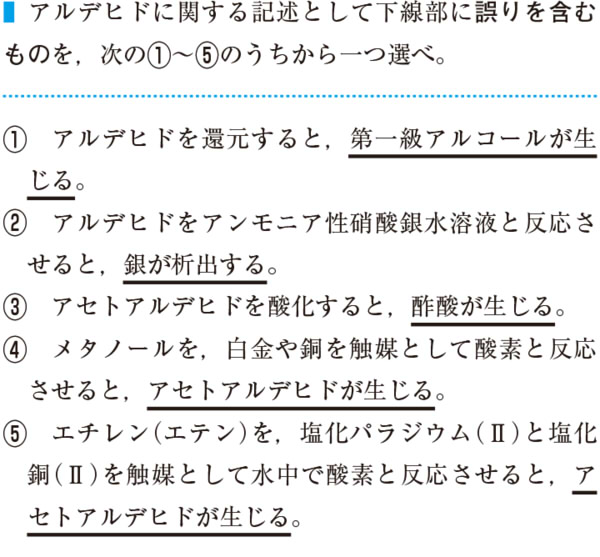 アルデヒドに関する記述として下線部に誤りを含む
ものを，次の①～⑤のうちから一つ選べ。
① アルデヒドを還元すると，第一級アルコールが生
じる。
② アルデヒドをアンモニア性硝酸銀水溶液と反応さ
せると，銀が析出する。
③ アセトアルデヒドを酸化すると，酢酸が生じる。
④ メタノールを，白金や銅を触媒として酸素と反応
させると，アセトアルデヒドが生じる。
⑤ エチレン(エテン)を，塩化パラジウム(Ⅱ)と塩化
銅(Ⅱ)を触媒として水中で酸素と反応させると，ア
セトアルデヒドが生じる。